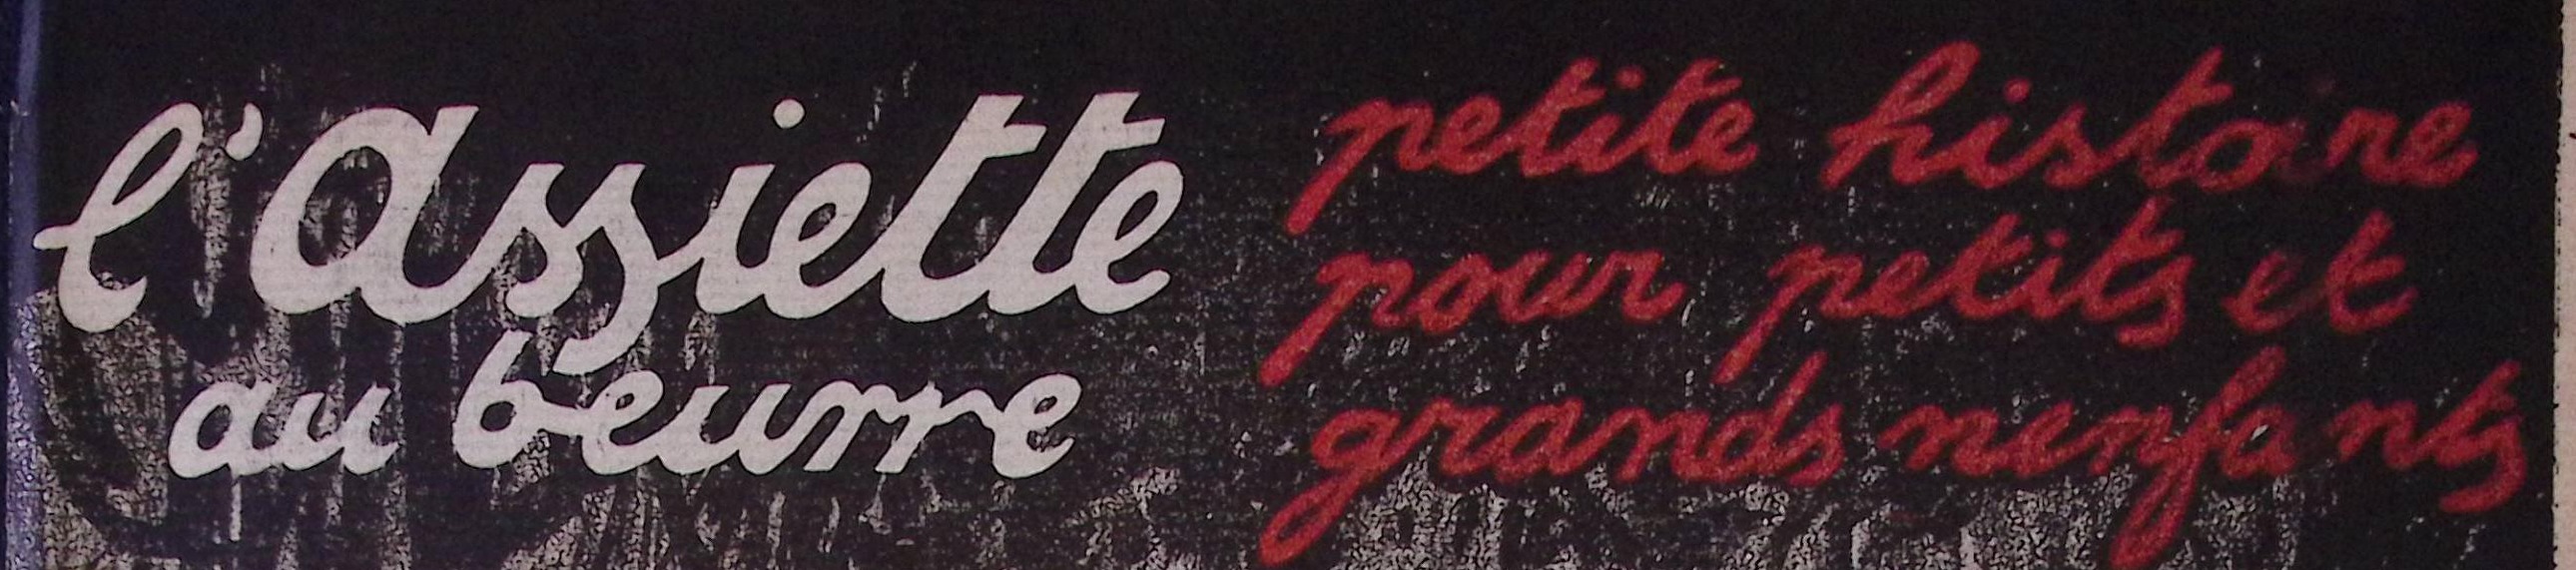 l'Assiette
au beurre
petite histoire
pour petits et
grands nenfants